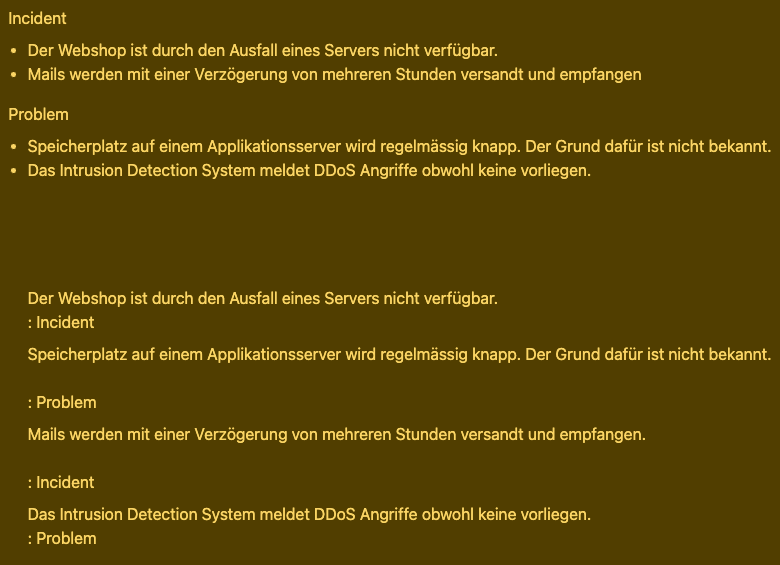 Incident
• Der Webshop ist durch den Ausfall eines Servers nicht verfügbar.
• Mails werden mit einer Verzögerung von mehreren Stunden versandt und empfangen
Problem
• Speicherplatz auf einem Applikationsserver wird regelmässig knapp. Der Grund dafür ist nicht bekannt.
• Das Intrusion Detection System meldet DDoS Angriffe obwohl keine vorliegen.
Der Webshop ist durch den Ausfall eines Servers nicht verfügbar.
: Incident
Speicherplatz auf einem Applikationsserver wird regelmässig knapp. Der Grund dafür ist nicht bekannt.
: Problem
Mails werden mit einer Verzögerung von mehreren Stunden versandt und empfangen.
: Incident
Das Intrusion Detection System meldet DDoS Angriffe obwohl keine vorliegen.
: Problem